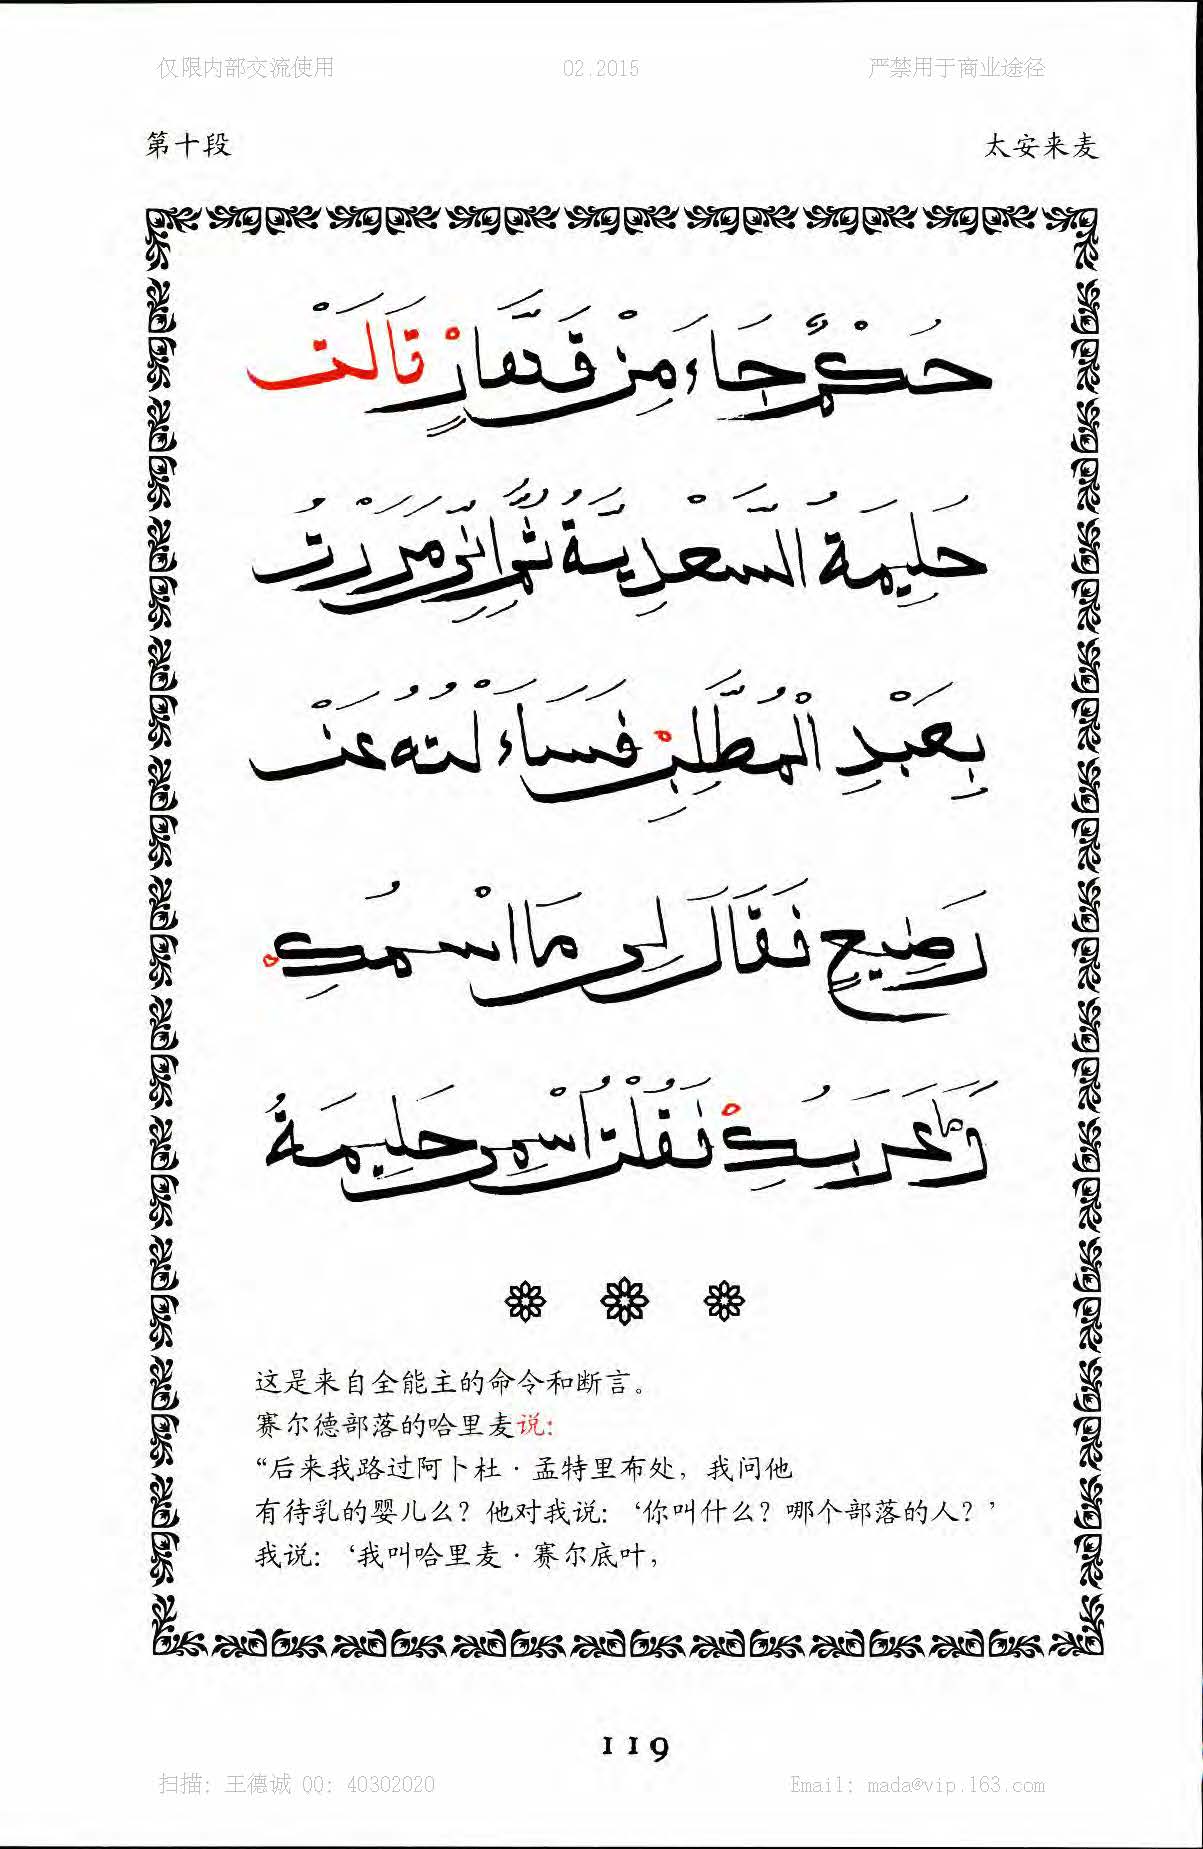 仅限内部交流使用 02.2015 严禁用于商业途径
第十段 太安来麦
حُكْمٌ جَاءَ مِنْ قَهَّارٍ قَالَتْ
حَلِيمَةُ السَّعْدِيَّةُ ثُمَّ إِنِّي مَرَرْتُ
بِعَبْدِ الْمُطَّلِبِ فَسَاءَلْتُهُ عَنْ
رَضِيعٍ فَقَالَ لِي مَا اسْمُكِ
فَقُلْتُ اسْمِي حَلِيمَةُ
这是来自全能主的命令和断言。
赛尔德部落的哈里麦说:
“后来我路过阿卜杜·孟特里布处，我问他
有待乳的婴儿么？他对我说：‘你叫什么？哪个部落的人？’
我说：‘我叫哈里麦·赛尔底叶，
119
扫描: 王德诚 QQ: 40302020 Email: mada@vip.163.com